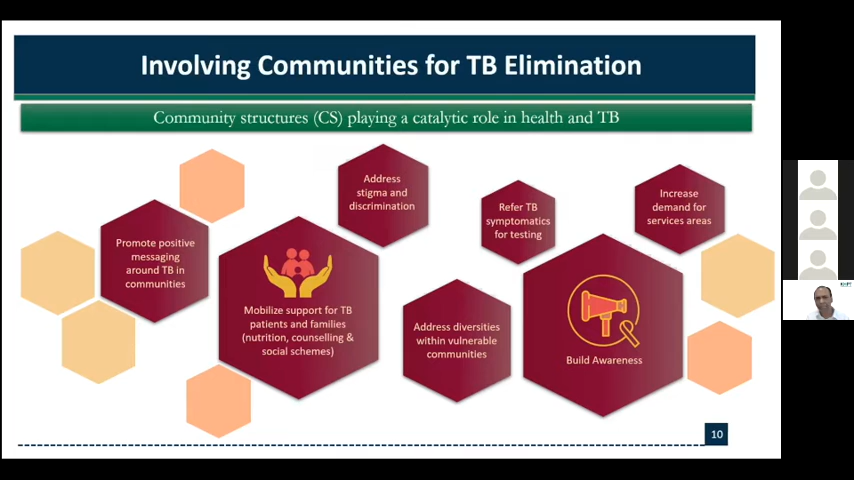 Involving Communities for TB Elimination
Community structures (CS) playing a catalytic role in health and TB
Promote positive
messaging
around TB in
communities
Mobilize support for TB
patients and families
(nutrition, counselling &
social schemes)
Address
stigma and
discrimination
Address diversities
within vulnerable
communities
Refer TB
symptomatics
for testing
Build Awareness
Increase
demand for
services areas
10